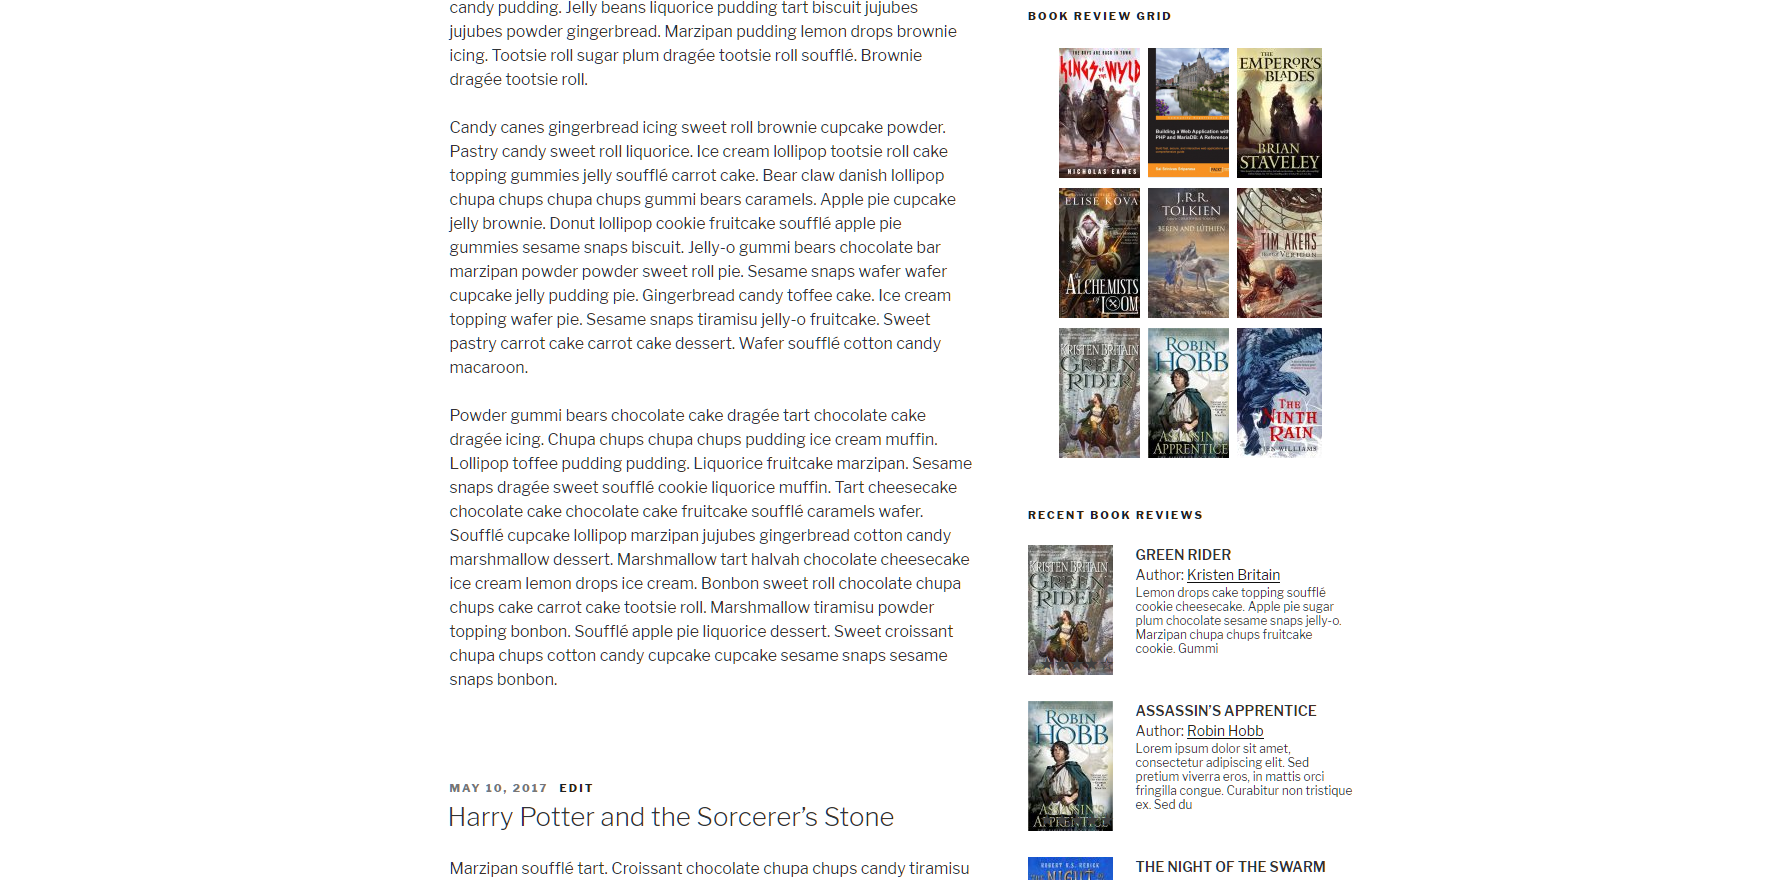 candy pudding. Jelly beans liquorice pudding tart biscuit jujubes
jujubes powder gingerbread. Marzipan pudding lemon drops brownie
icing. Tootsie roll sugar plum dragée tootsie roll soufflé. Brownie
dragée tootsie roll.
Candy canes gingerbread icing sweet roll brownie cupcake powder.
Pastry candy sweet roll liquorice. Ice cream lollipop tootsie roll cake
topping gummies jelly soufflé carrot cake. Bear claw danish lollipop
chupa chups chupa chups gummi bears caramels. Apple pie cupcake
jelly brownie. Donut lollipop cookie fruitcake soufflé apple pie
gummies sesame snaps biscuit. Jelly-o gummi bears chocolate bar
marzipan powder powder sweet roll pie. Sesame snaps wafer wafer
cupcake jelly pudding pie. Gingerbread candy toffee cake. Ice cream
topping wafer pie. Sesame snaps tiramisu jelly-o fruitcake. Sweet
pastry carrot cake carrot cake dessert. Wafer soufflé cotton candy
macaroon.
Powder gummi bears chocolate cake dragée tart chocolate cake
dragée icing. Chupa chups chupa chups pudding ice cream muffin.
Lollipop toffee pudding pudding. Liquorice fruitcake marzipan. Sesame
snaps dragée sweet soufflé cookie liquorice muffin. Tart cheesecake
chocolate cake chocolate cake fruitcake soufflé caramels wafer.
Soufflé cupcake lollipop marzipan jujubes gingerbread cotton candy
marshmallow dessert. Marshmallow tart halvah chocolate cheesecake
ice cream lemon drops ice cream. Bonbon sweet roll chocolate chupa
chups cake carrot cake tootsie roll. Marshmallow tiramisu powder
topping bonbon. Soufflé apple pie liquorice dessert. Sweet croissant
chupa chups cotton candy cupcake cupcake sesame snaps sesame
snaps bonbon.
MAY 10, 2017 EDIT
Harry Potter and the Sorcerer’s Stone
Marzipan soufflé tart. Croissant chocolate chupa chups candy tiramisu
BOOK REVIEW GRID
THE BOYS ARE BACK IN TOWN
KINGS OF THE WYLD
NICHOLAS EAMES
Building a Web Application with
PHP and MariaDB: A Reference
THE
EMPEROR'S
BLADES
BRIAN
STAVELEY
ELISE KOVA
The
ALCHEMISTS
of LOOM
J.R.R.
TOLKIEN
BEREN AND LÚTHIEN
TIM AKERS
KRISTEN BRITAIN
GREEN
RIDER
ROBIN
HOBB
ASSASSIN'S
APPRENTICE
THE
NINTH
RAIN
JEN WILLIAMS
RECENT BOOK REVIEWS
KRISTEN BRITAIN
GREEN
RIDER
GREEN RIDER
Author: Kristen Britain
Lemon drops cake topping soufflé
cookie cheesecake. Apple pie sugar
plum chocolate sesame snaps jelly-o.
Marzipan chupa chups fruitcake
cookie. Gummi
ROBIN
HOBB
ASSASSIN'S
APPRENTICE
ASSASSIN’S APPRENTICE
Author: Robin Hobb
Lorem ipsum dolor sit amet,
consectetur adipiscing elit. Sed
pretium viverra eros, in mattis orci
fringilla congue. Curabitur non tristique
ex. Sed du
NIGHT
THE NIGHT OF THE SWARM